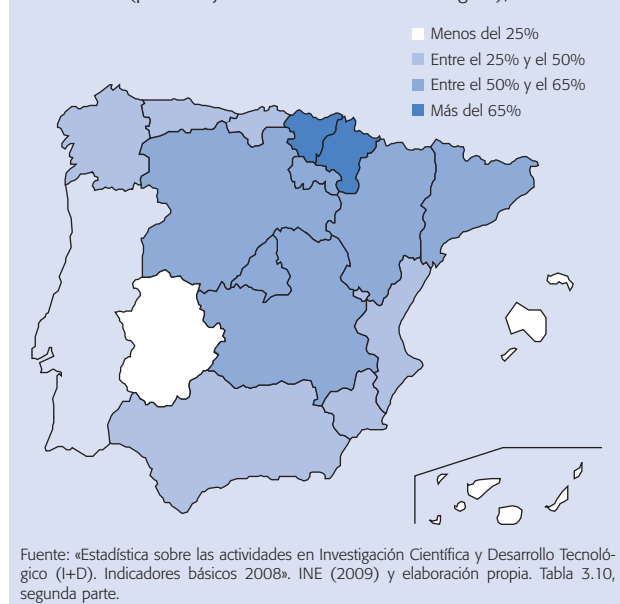 Menos del 25%
Entre el 25% y el 50%
Entre el 50% y el 65%
Más del 65%
Fuente: «Estadística sobre las actividades en Investigación Científica y Desarrollo Tecnoló-
gico (I+D). Indicadores básicos 2008». INE (2009) y elaboración propia. Tabla 3.10,
segunda parte.